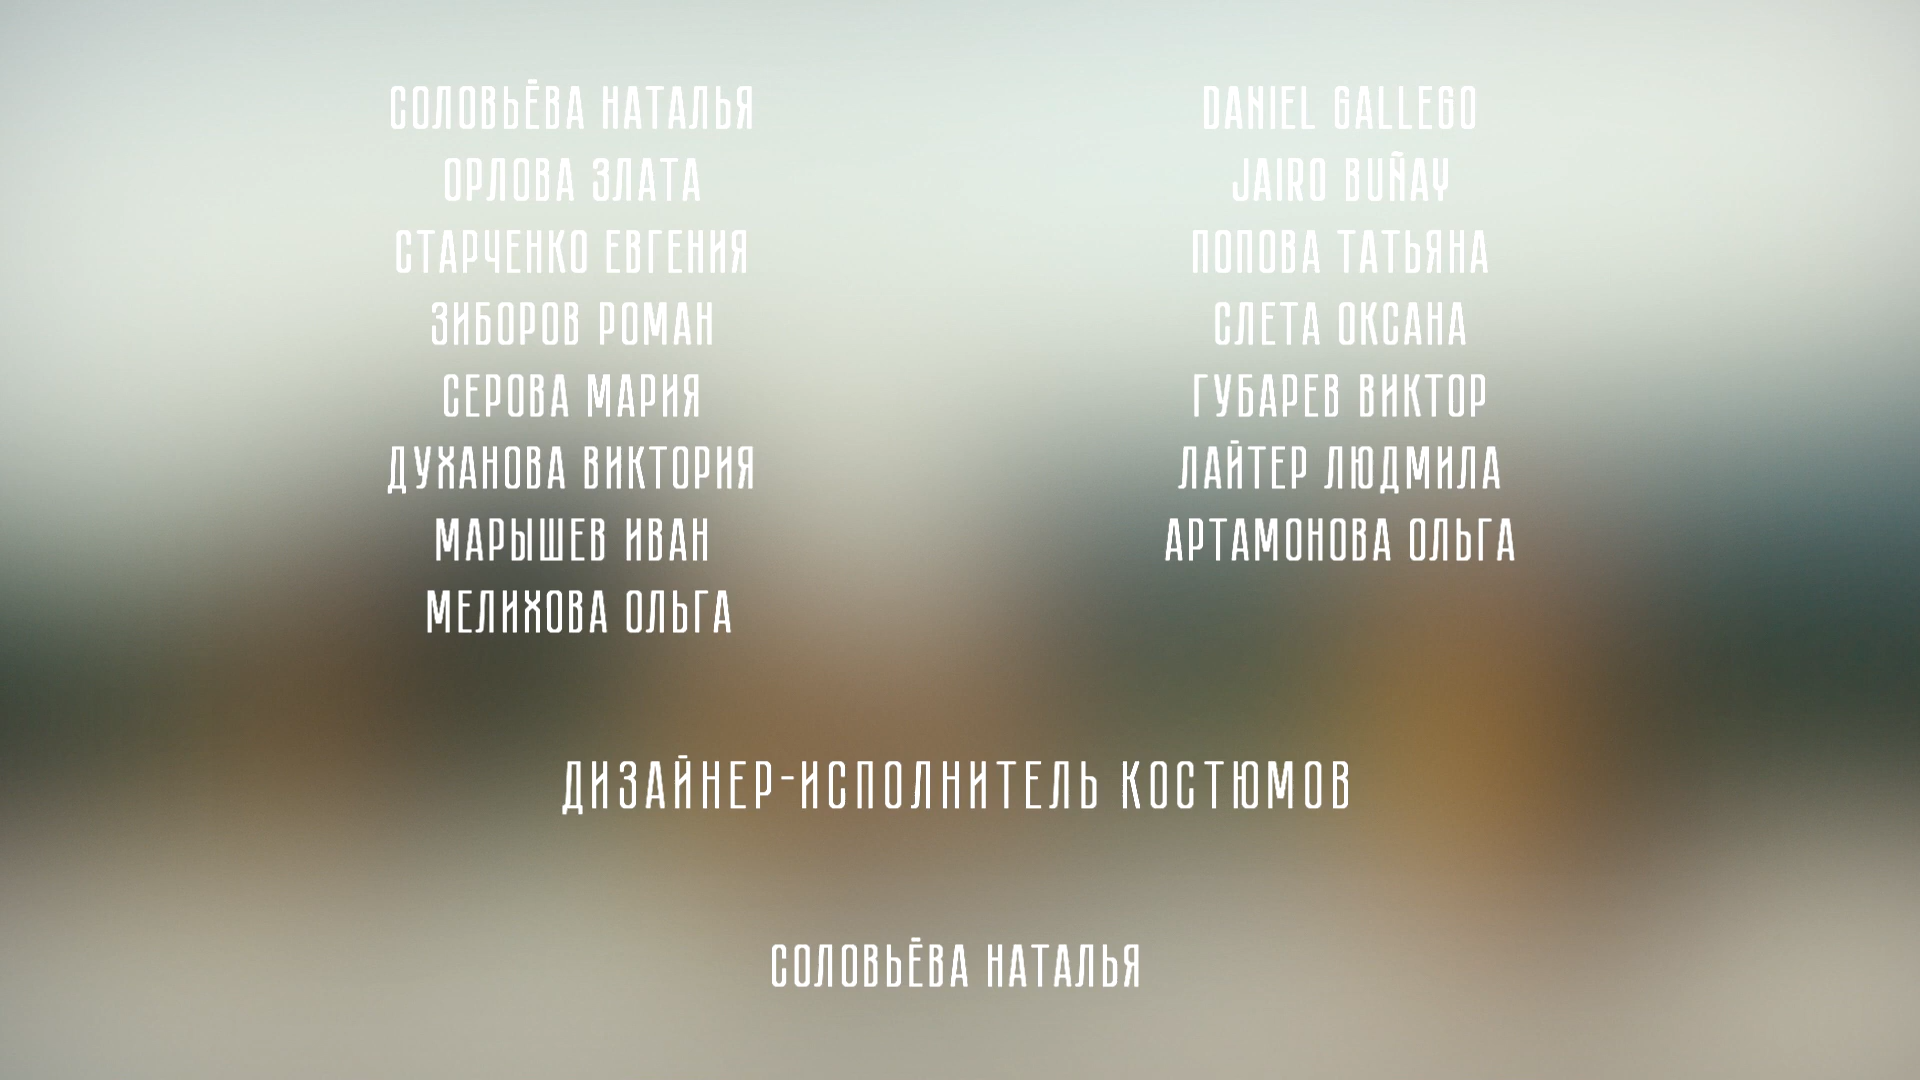 СОЛОВЬЁВА НАТАЛЬЯ
ОРЛОВА ЗЛАТА
СТАРЧЕНКО ЕВГЕНИЯ
ЗИБОРОВ РОМАН
СЕРОВА МАРИЯ
ДУХАНОВА ВИКТОРИЯ
МАРЫШЕВ ИВАН
МЕЛИХОВА ОЛЬГА
DANIEL GALLEGO
JAIRO BUÑAY
ПОПОВА ТАТЬЯНА
СЛЕТА ОКСАНА
ГУБАРЕВ ВИКТОР
ЛАЙТЕР ЛЮДМИЛА
АРТАМОНОВА ОЛЬГА
ДИЗАЙНЕР-ИСПОЛНИТЕЛЬ КОСТЮМОВ
СОЛОВЬЁВА НАТАЛЬЯ